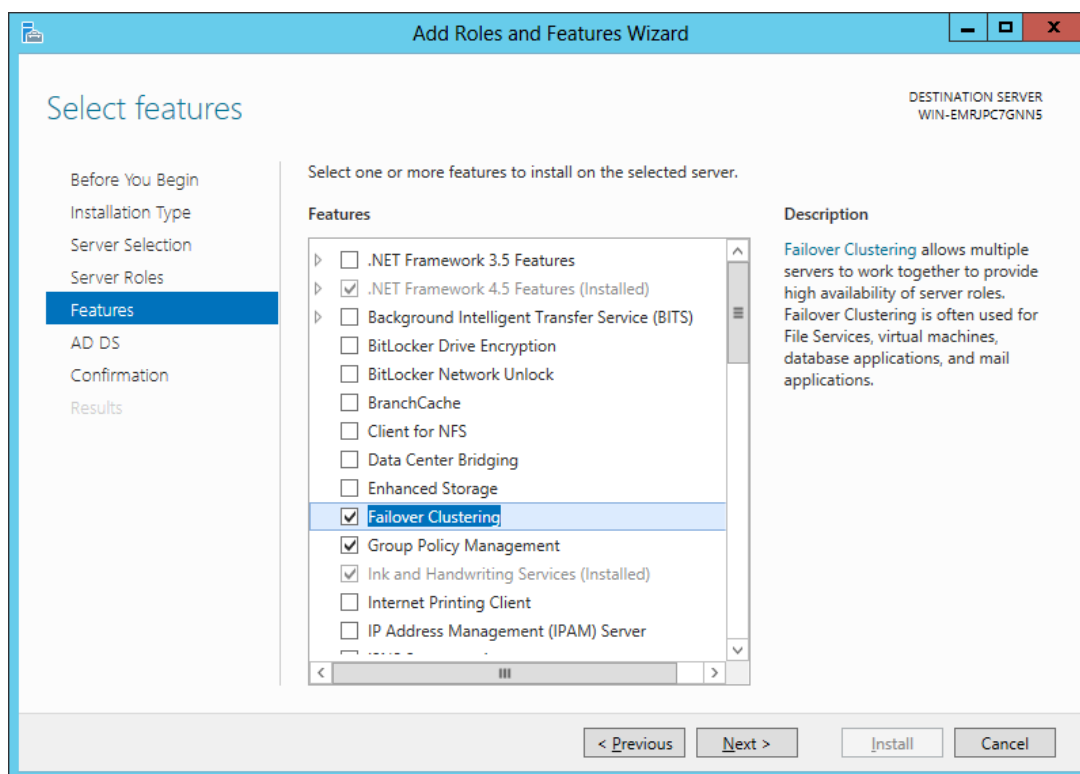 Add Roles and Features Wizard
Select features
DESTINATION SERVER
WIN-EMRJPC7GNN5
Before You Begin
Installation Type
Server Selection
Server Roles
Features
AD DS
Confirmation
Results
Select one or more features to install on the selected server.
Features
.NET Framework 3.5 Features
.NET Framework 4.5 Features (Installed)
Background Intelligent Transfer Service (BITS)
BitLocker Drive Encryption
BitLocker Network Unlock
BranchCache
Client for NFS
Data Center Bridging
Enhanced Storage
Failover Clustering
Group Policy Management
Ink and Handwriting Services (Installed)
Internet Printing Client
IP Address Management (IPAM) Server
Description
Failover Clustering allows multiple
servers to work together to provide
high availability of server roles.
Failover Clustering is often used for
File Services, virtual machines,
database applications, and mail
applications.
< Previous
Next >
Install
Cancel